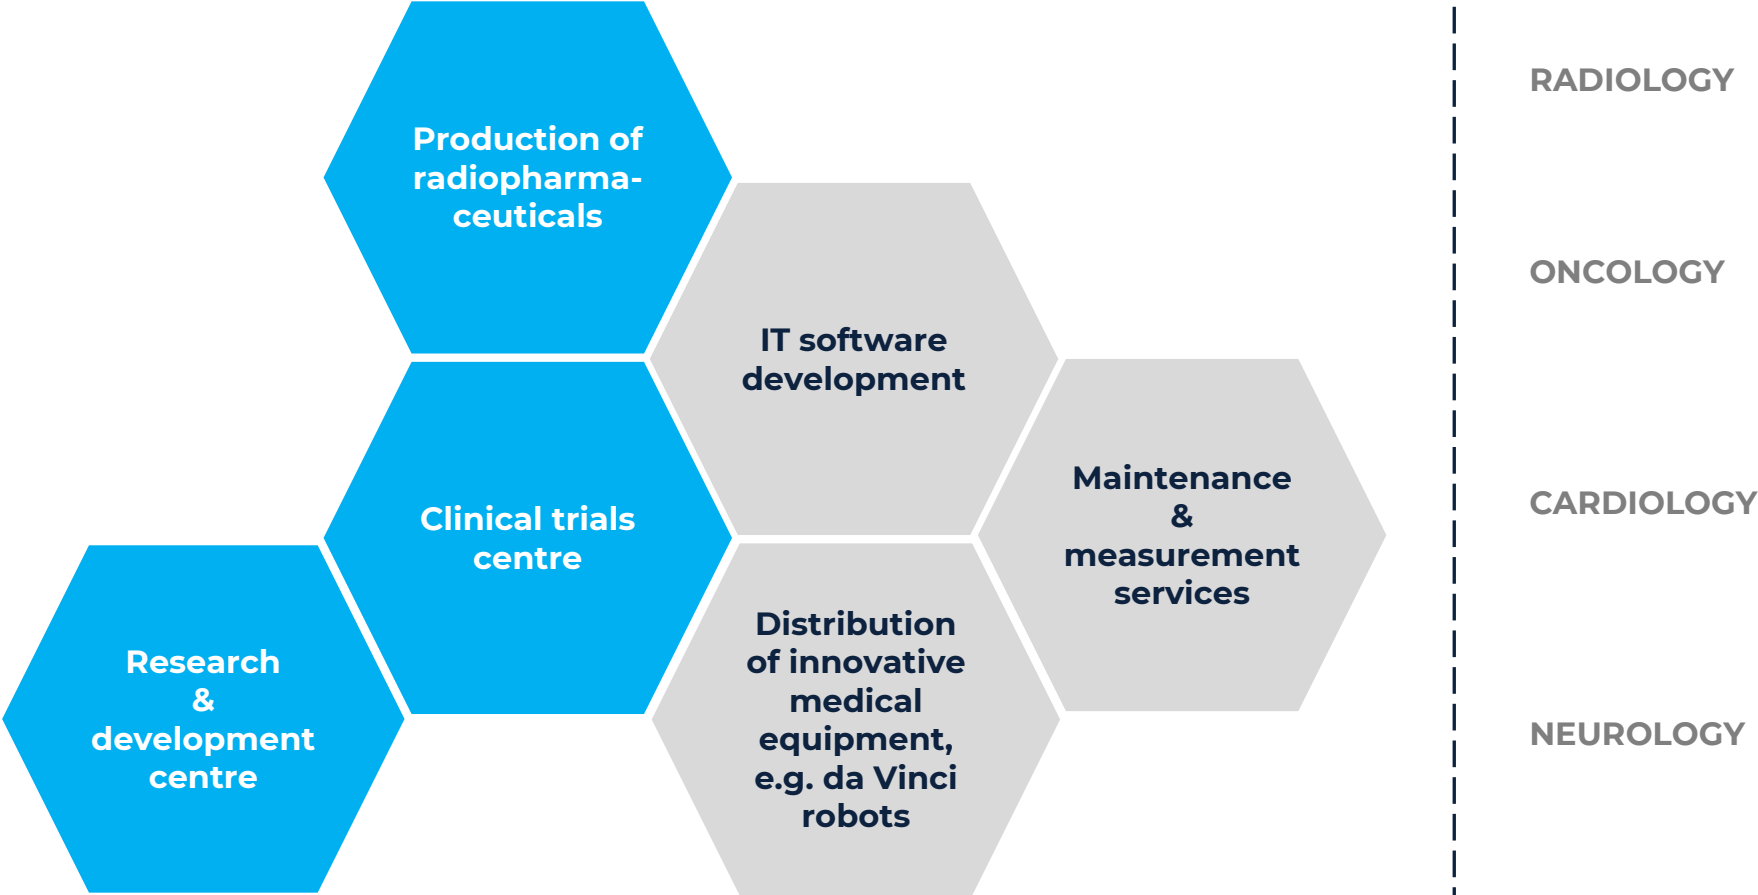 Production of
radiopharma-
ceuticals
IT software
development
Clinical trials
centre
Maintenance
&
measurement
services
Research
&
development
centre
Distribution
of innovative
medical
equipment,
e.g. da Vinci
robots
RADIOLOGY
ONCOLOGY
CARDIOLOGY
NEUROLOGY